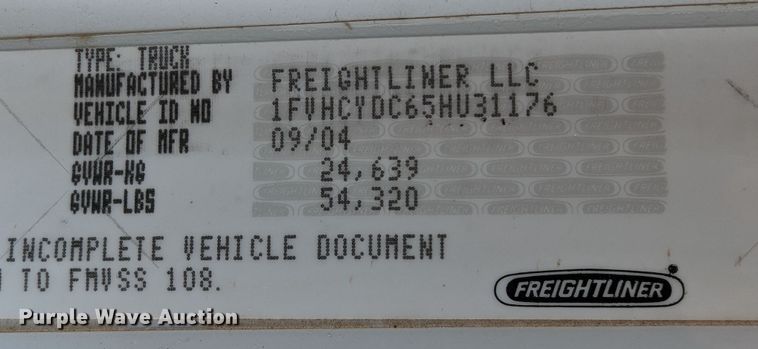 TYPE: TRUCK
MANUFACTURED BY FREIGHTLINER LLC
VEHICLE ID NO 1FVHCYDC65HU31176
DATE OF MFR 09/04
GVWR-KG 24,639
GVWR-LBS 54,320
INCOMPLETE VEHICLE DOCUMENT
TO FMVSS 108.
FREIGHTLINER
Purple Wave Auction